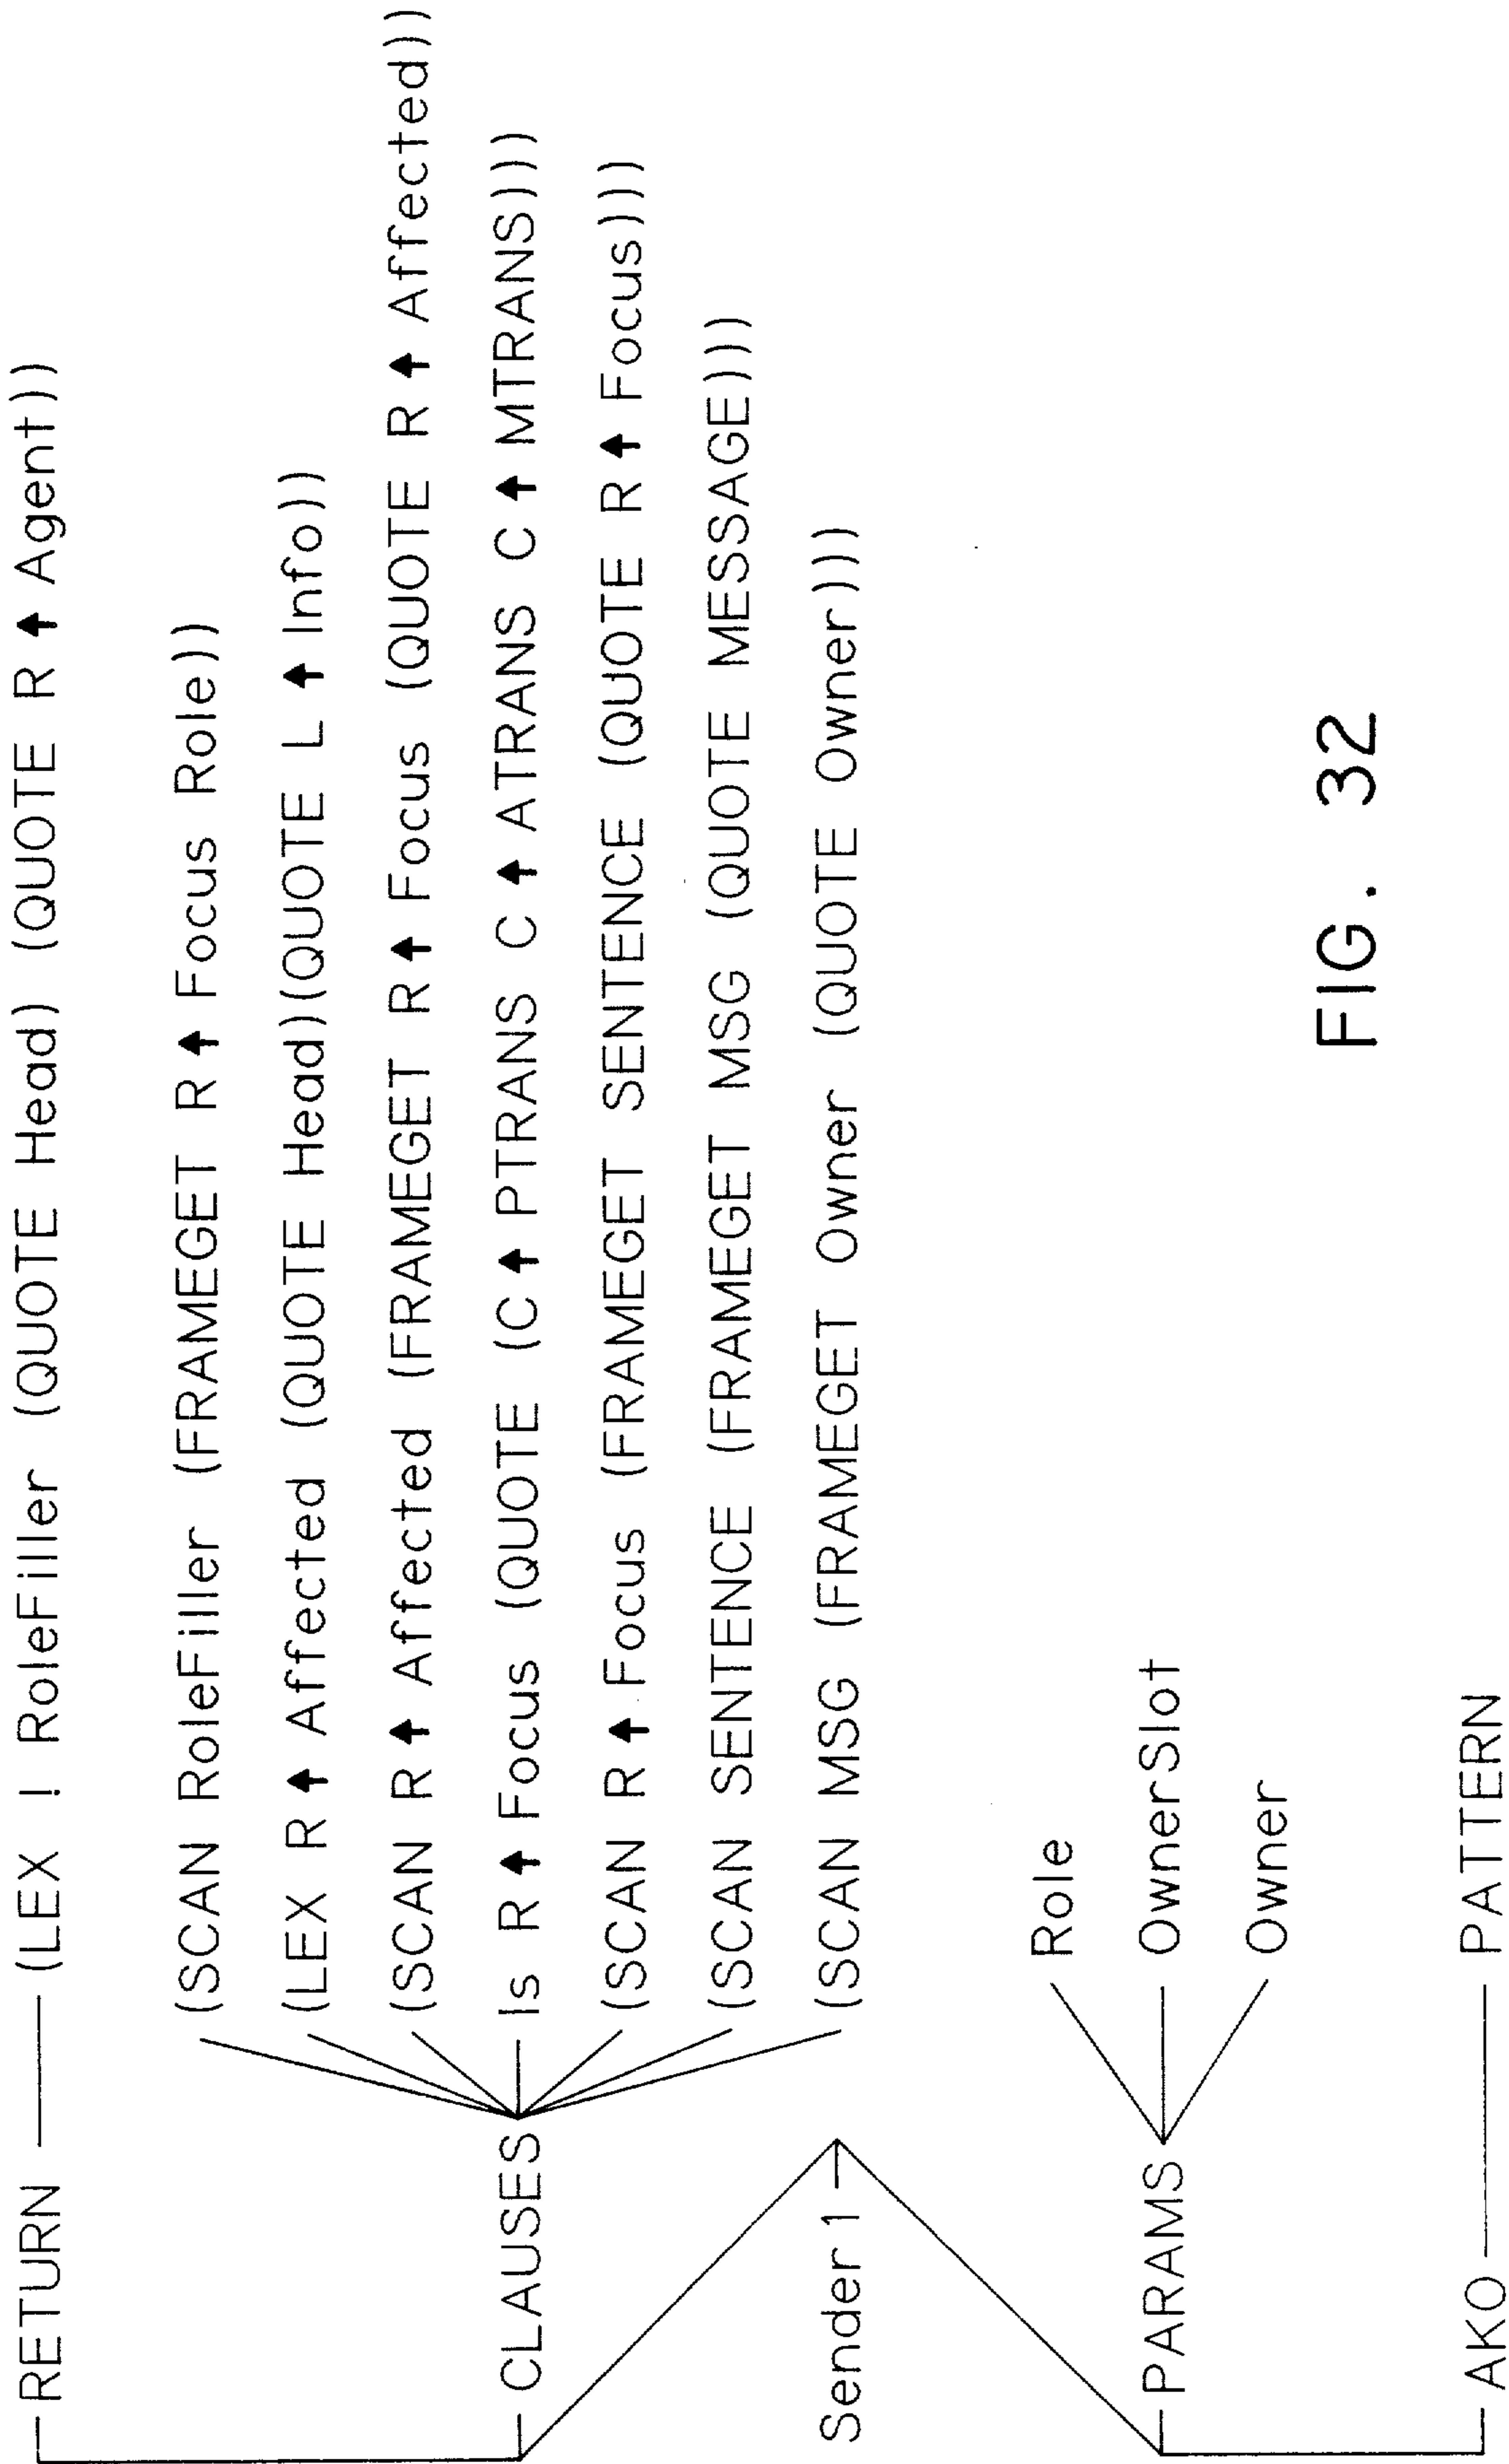 RETURN (LEX ! RoleFiller (QUOTE Head) (QUOTE R ↑ Agent))
(SCAN RoleFiller (FRAMEGET R ↑ Focus Role))
(LEX R ↑ Affected (QUOTE Head)(QUOTE L ↑ Info))
(SCAN R ↑ Affected (FRAMEGET R ↑ Focus (QUOTE R ↑ Affected))
CLAUSES Is R ↑ Focus (QUOTE (C ↑ PTRANS C ↑ ATRANS C ↑ MTRANS)))
(SCAN R ↑ Focus (FRAMEGET SENTENCE (QUOTE R ↑ Focus)))
(SCAN SENTENCE (FRAMEGET MSG (QUOTE MESSAGE)))
(SCAN MSG (FRAMEGET Owner (QUOTE Owner)))
Sender 1
Role
PARAMS OwnerSlot
Owner
AKO PATTERN
FIG. 32